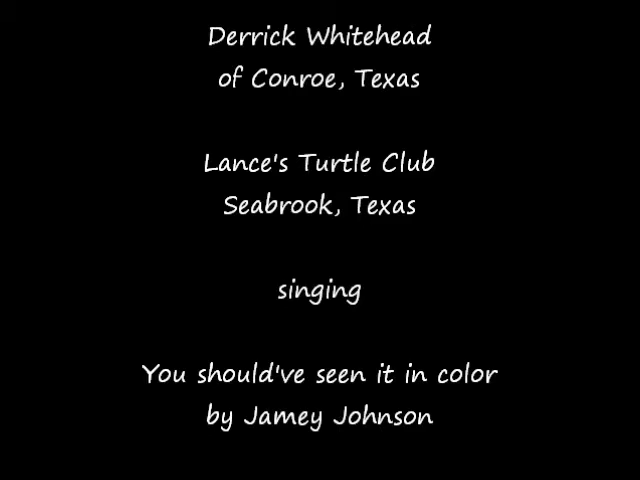 Derrick Whitehead
of Conroe, Texas
Lance's Turtle Club
Seabrook, Texas
singing
You should've seen it in color
by Jamey Johnson